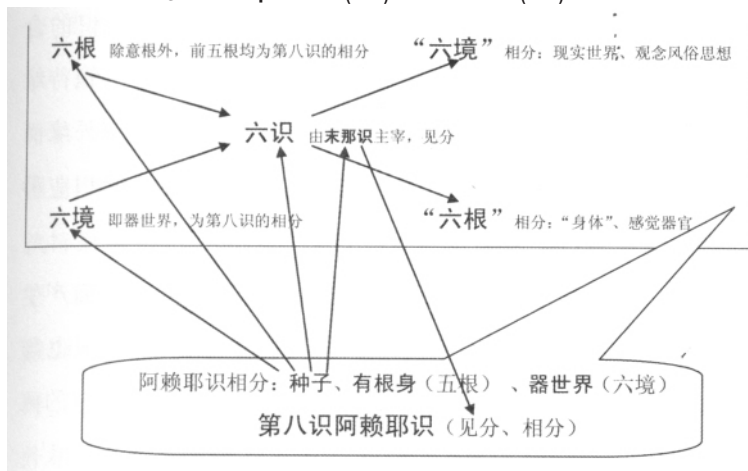 六根 除意根外，前五根均为第八识的相分
“六境” 相分：现实世界、观念风俗思想
六识 由末那识主宰，见分
六境 即器世界，为第八识的相分
“六根” 相分：“身体”、感觉器官
阿赖耶识相分：种子、有根身（五根）、器世界（六境）
第八识阿赖耶识（见分、相分）